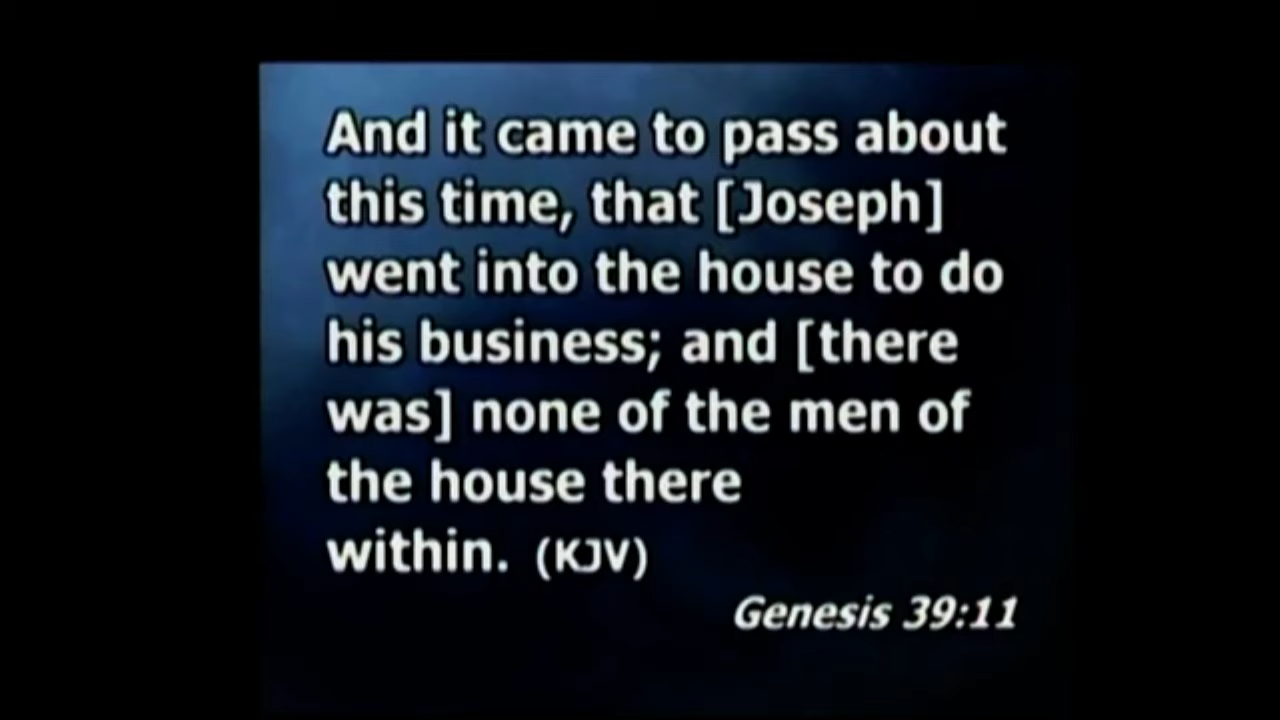 And it came to pass about
this time, that [Joseph]
went into the house to do
his business; and [there
was] none of the men of
the house there
within. (KJV)
Genesis 39:11